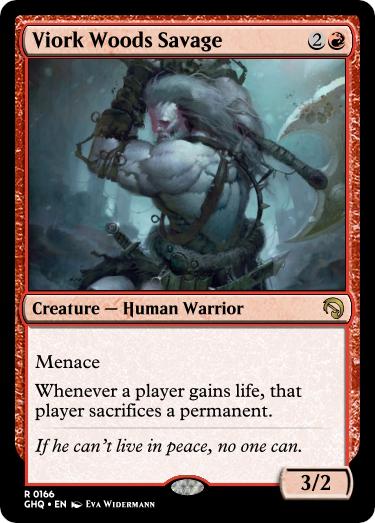 Viork Woods Savage 2
Creature — Human Warrior
Menace
Whenever a player gains life, that
player sacrifices a permanent.
If he can't live in peace, no one can.
3/2
R 0166
GHQ • EN Eva Widermann